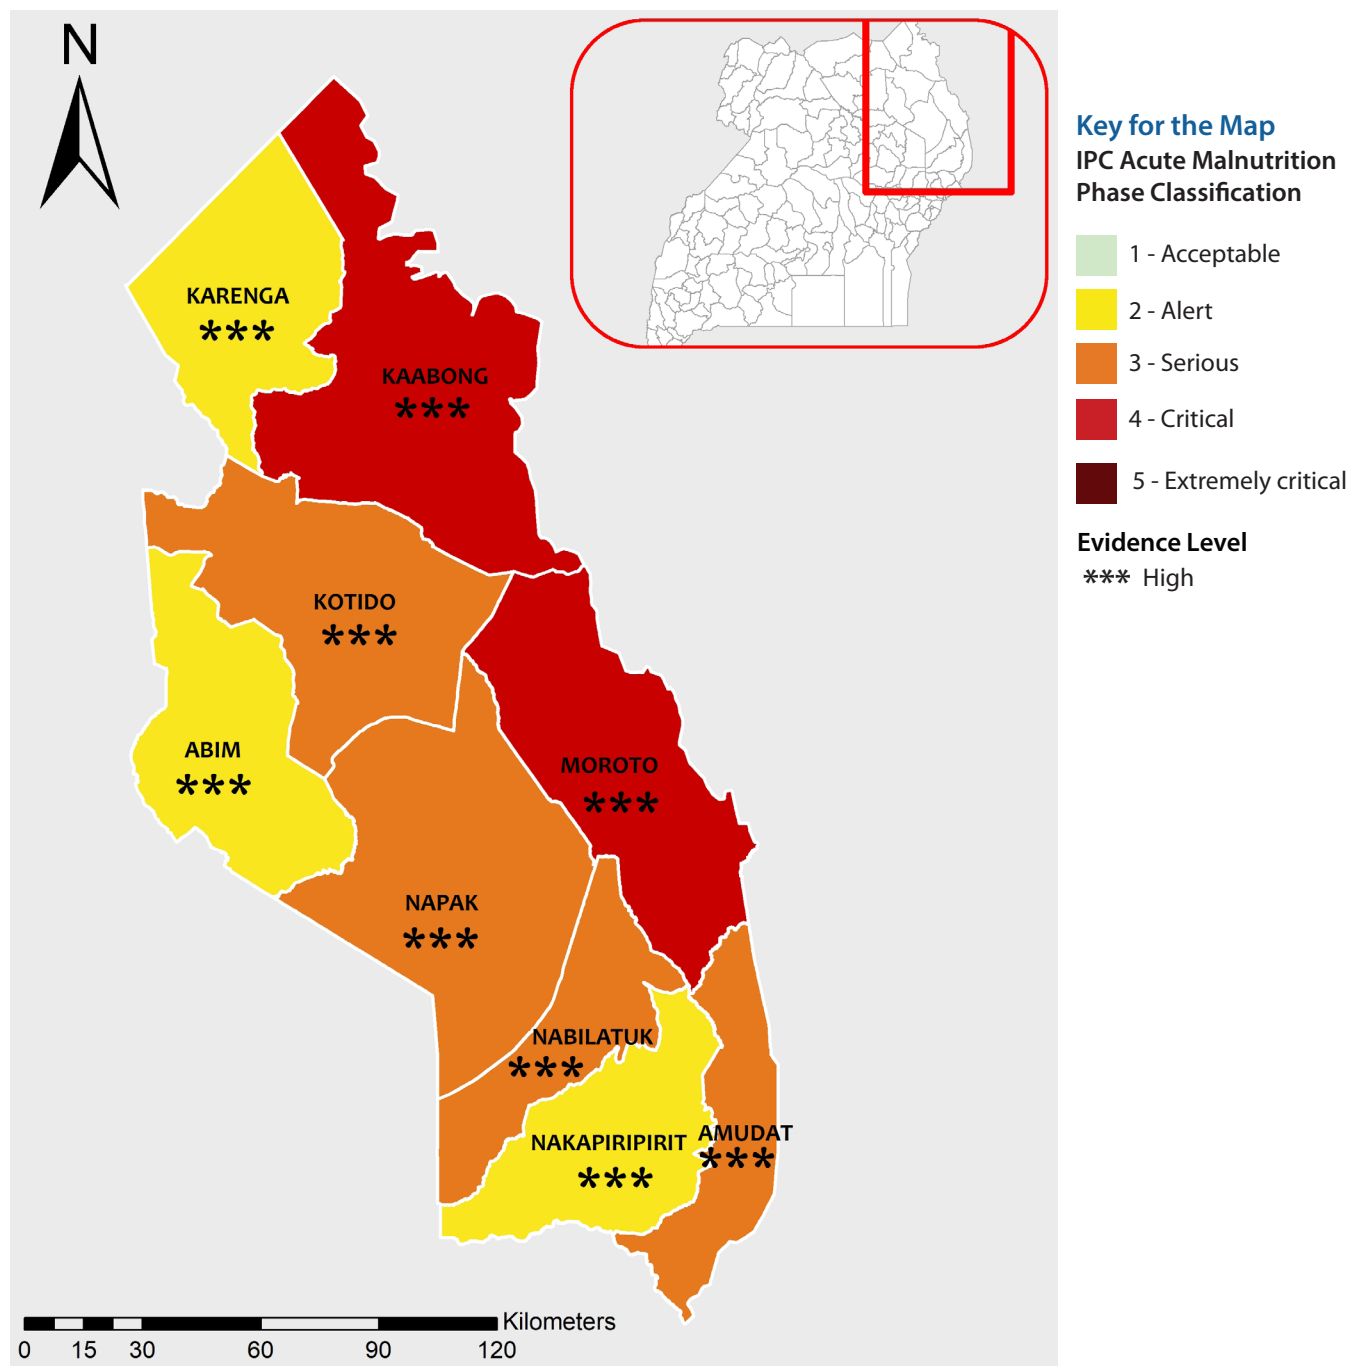 N
KARENGA
***
KAABONG
***
KOTIDO
***
ABIM
***
MOROTO
***
NAPAK
***
NABILATUK
***
NAKAPIRIPIRIT
***
AMUDAT
***
Kilometers
0 15 30 60 90 120
Key for the Map
IPC Acute Malnutrition
Phase Classification
1 - Acceptable
2 - Alert
3 - Serious
4 - Critical
5 - Extremely critical
Evidence Level
*** High